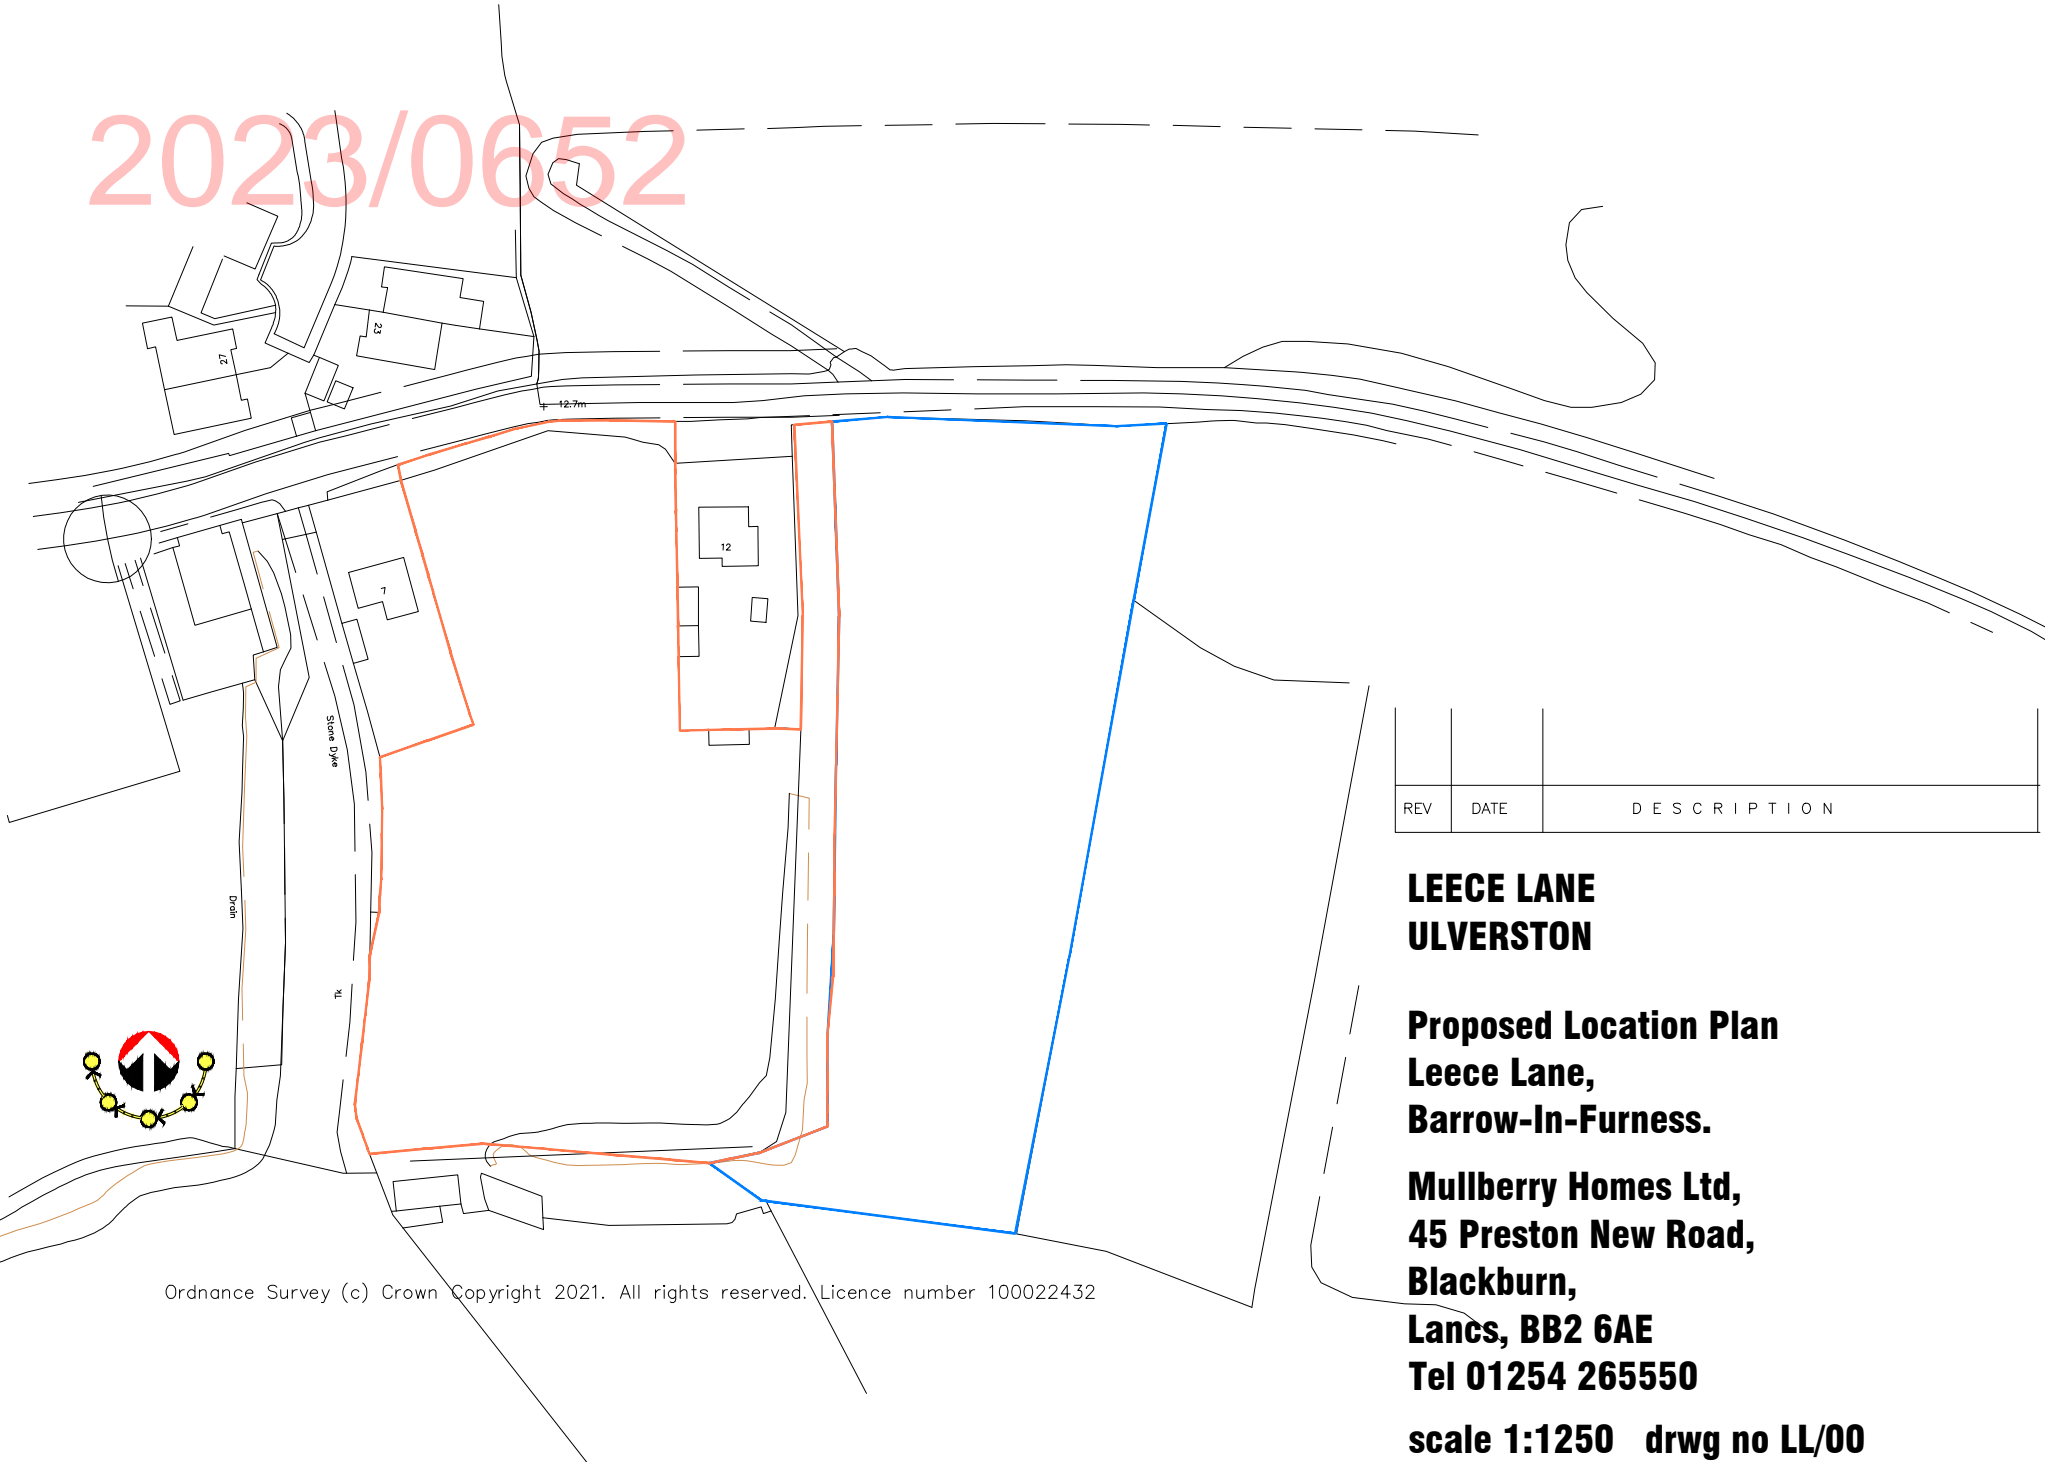 2023/0652
23
27
+ 12.7m
12
7
Stone Dyke
Drain
Tk
REV DATE DESCRIPTION
LEECE LANE
ULVERSTON
Proposed Location Plan
Leece Lane,
Barrow-In-Furness.
Mullberry Homes Ltd,
45 Preston New Road,
Blackburn,
Lancs, BB2 6AE
Tel 01254 265550
scale 1:1250 drwg no LL/00
Ordnance Survey (c) Crown Copyright 2021. All rights reserved. Licence number 100022432